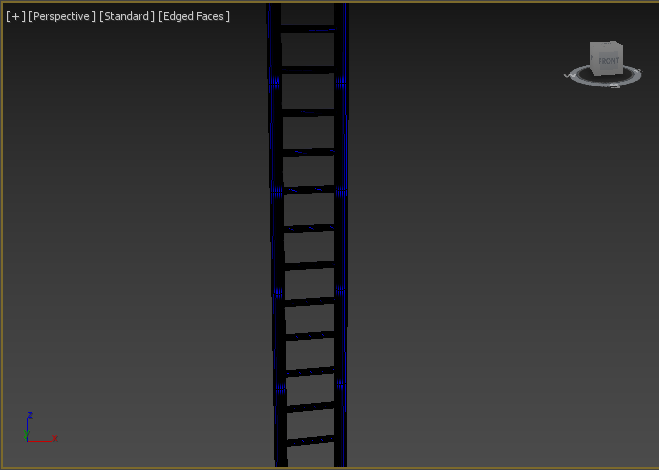 [+] [Perspective ] [Standard ] [Edged Faces ]
FRONT
z
x